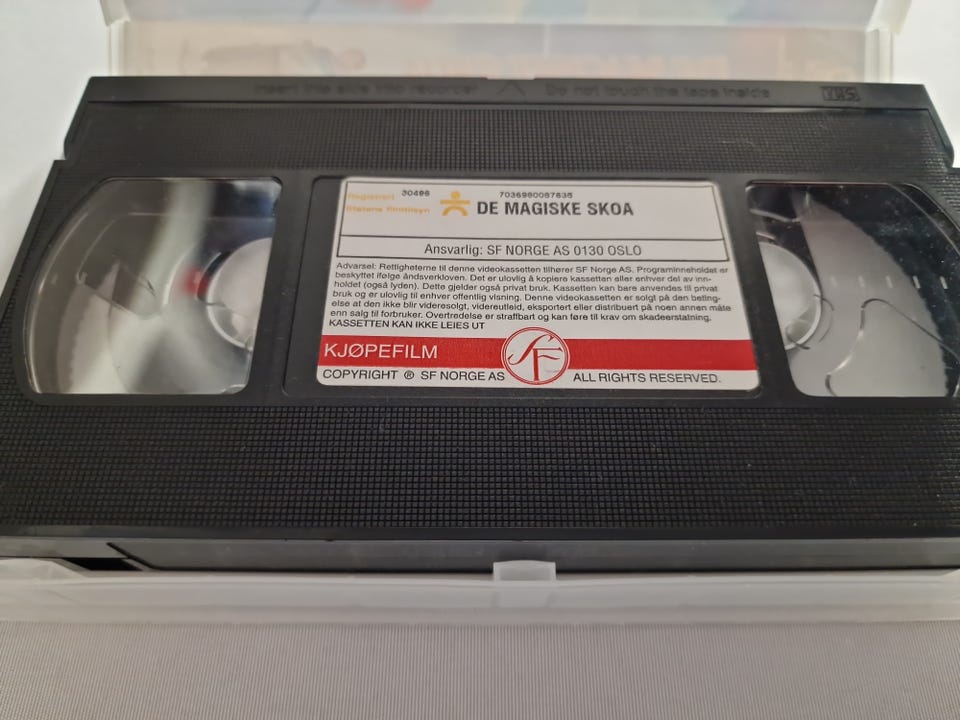 Insert this side into recorder
Do not touch the tape inside
VHS
Registrert 30496
Statens filmtilsyn
7036980087635
DE MAGISKE SKOA
Ansvarlig: SF NORGE AS 0130 OSLO
Advarsel: Rettigheterne til denne videokassetten tilhører SF Norge AS. Programinnholdet er
beskyttet ifølge åndsverkloven. Det er ulovlig å kopiere kassetten eller enhver del av inn-
holdet (også lyden). Dette gjelder også privat bruk. Kassetten kan bare anvendes til privat
bruk og er ulovlig til enhver offentlig visning. Denne videokassetten er solgt på den beting-
else at den ikke blir videresolgt, videreutleid, eksportert eller distribuert på noen annen måte
enn salg til forbruker. Overtredelse er straffbart og kan føre til krav om skadeerstatning.
KASSETTEN KAN IKKE LEIES UT
KJØPEFILM
SF
COPYRIGHT ® SF NORGE AS ALL RIGHTS RESERVED.